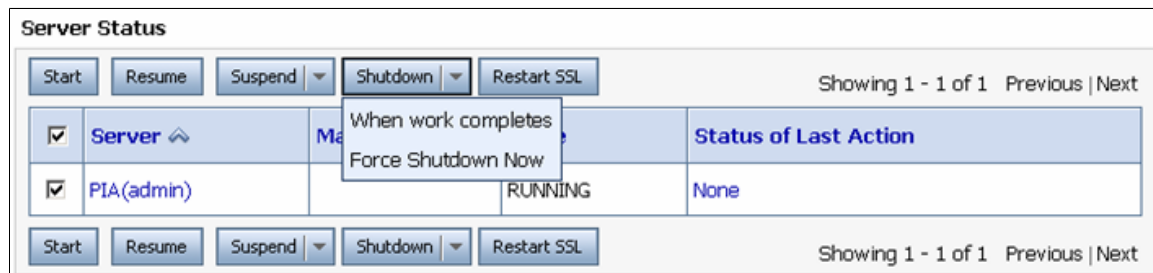 Server Status
Start Resume Suspend Shutdown Restart SSL Showing 1 - 1 of 1 Previous | Next
When work completes
Server Status of Last Action
Force Shutdown Now
PIA(admin) RUNNING None
Start Resume Suspend Shutdown Restart SSL Showing 1 - 1 of 1 Previous | Next